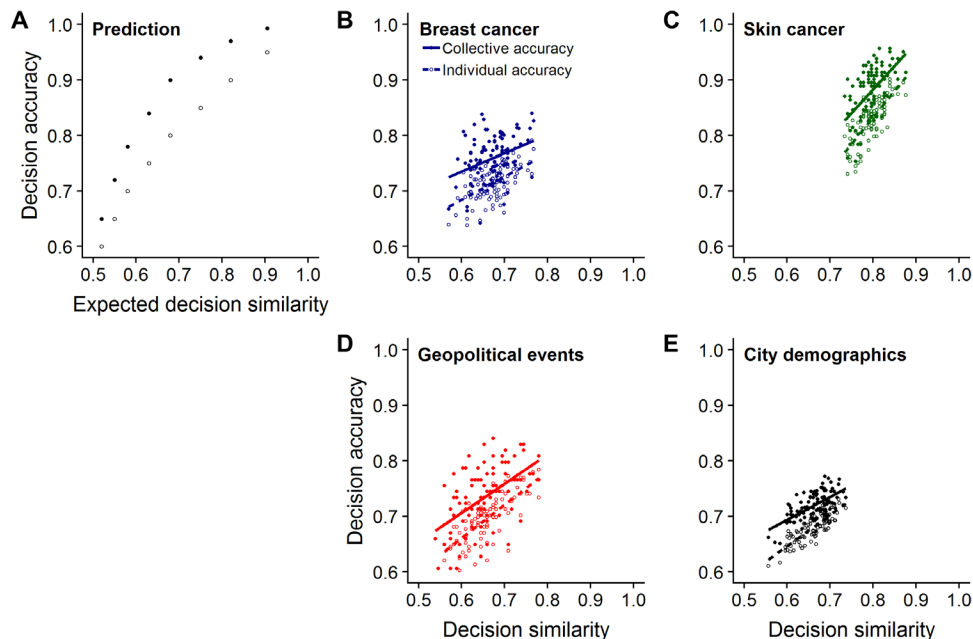 A
Prediction
1.0
0.9
0.8
0.7
0.6
Decision accuracy
0.5 0.6 0.7 0.8 0.9 1.0
Expected decision similarity
B
Breast cancer
Collective accuracy
Individual accuracy
1.0
0.9
0.8
0.7
0.6
0.5 0.6 0.7 0.8 0.9 1.0
C
Skin cancer
1.0
0.9
0.8
0.7
0.6
0.5 0.6 0.7 0.8 0.9 1.0
D
Geopolitical events
1.0
0.9
0.8
0.7
0.6
Decision accuracy
0.5 0.6 0.7 0.8 0.9 1.0
Decision similarity
E
City demographics
1.0
0.9
0.8
0.7
0.6
0.5 0.6 0.7 0.8 0.9 1.0
Decision similarity